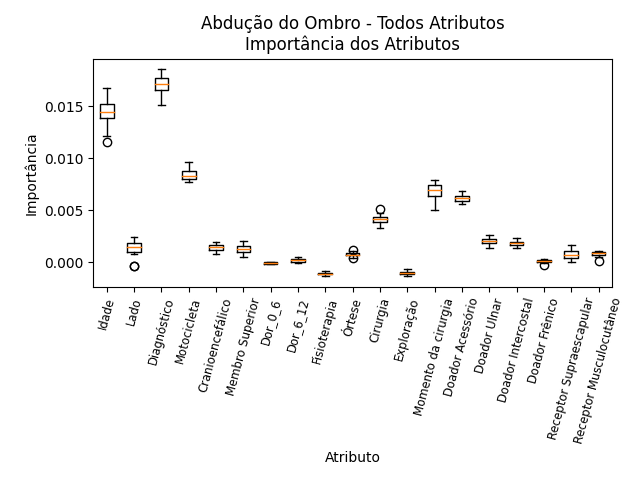 Abdução do Ombro - Todos Atributos
Importância dos Atributos
Importância
0.015
0.010
0.005
0.000
Idade
Lado
Diagnóstico
Motocicleta
Cranioencefálico
Membro Superior
Dor_0_6
Dor_6_12
Fisioterapia
Órtese
Cirurgia
Exploração
Momento da cirurgia
Doador Acessório
Doador Ulnar
Doador Intercostal
Doador Frênico
Receptor Supraescapular
Receptor Musculocutâneo
Atributo